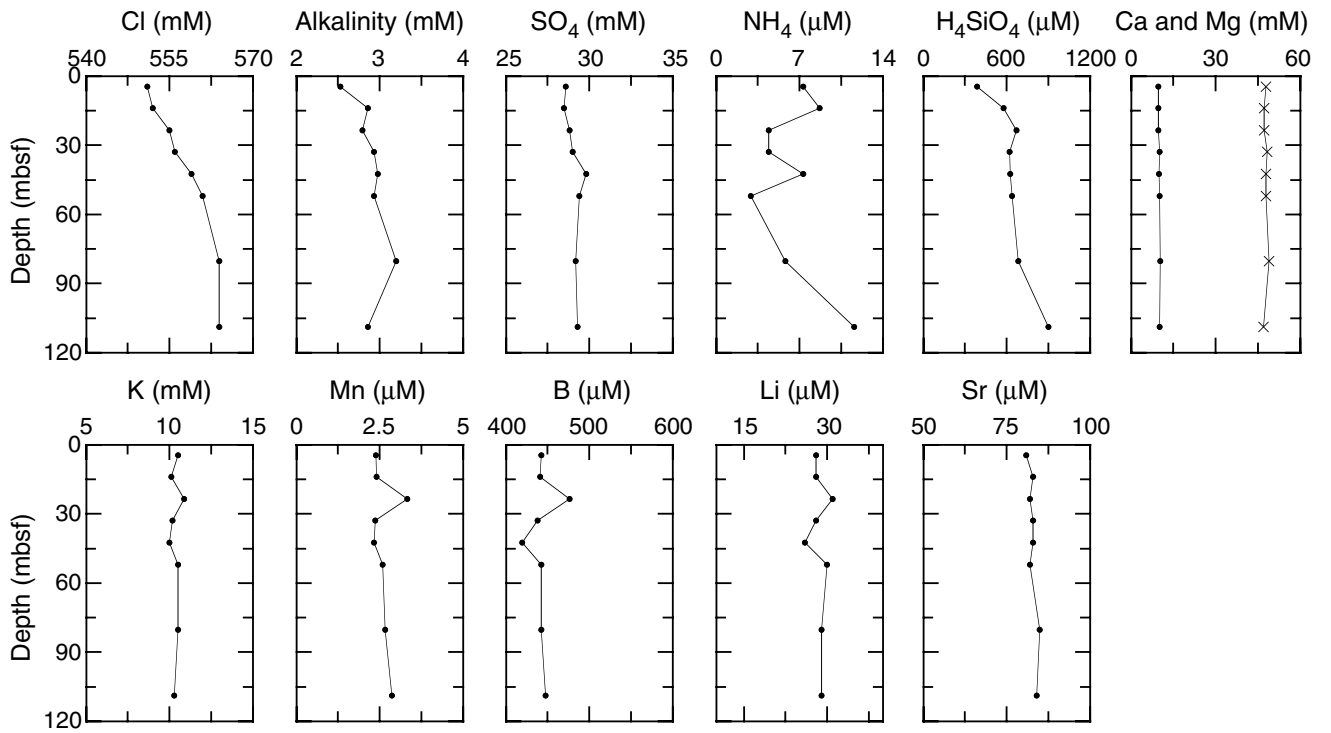 Cl (mM) Alkalinity (mM) SO4 (mM) NH4 (μM) H4SiO4 (μM) Ca and Mg (mM)
540 555 570 2 3 4 25 30 35 0 7 14 0 600 1200 0 30 60
0
30
60
90
120
Depth (mbsf)
K (mM) Mn (μM) B (μM) Li (μM) Sr (μM)
5 10 15 0 2.5 5 400 500 600 15 30 50 75 100
0
30
60
90
120
Depth (mbsf)